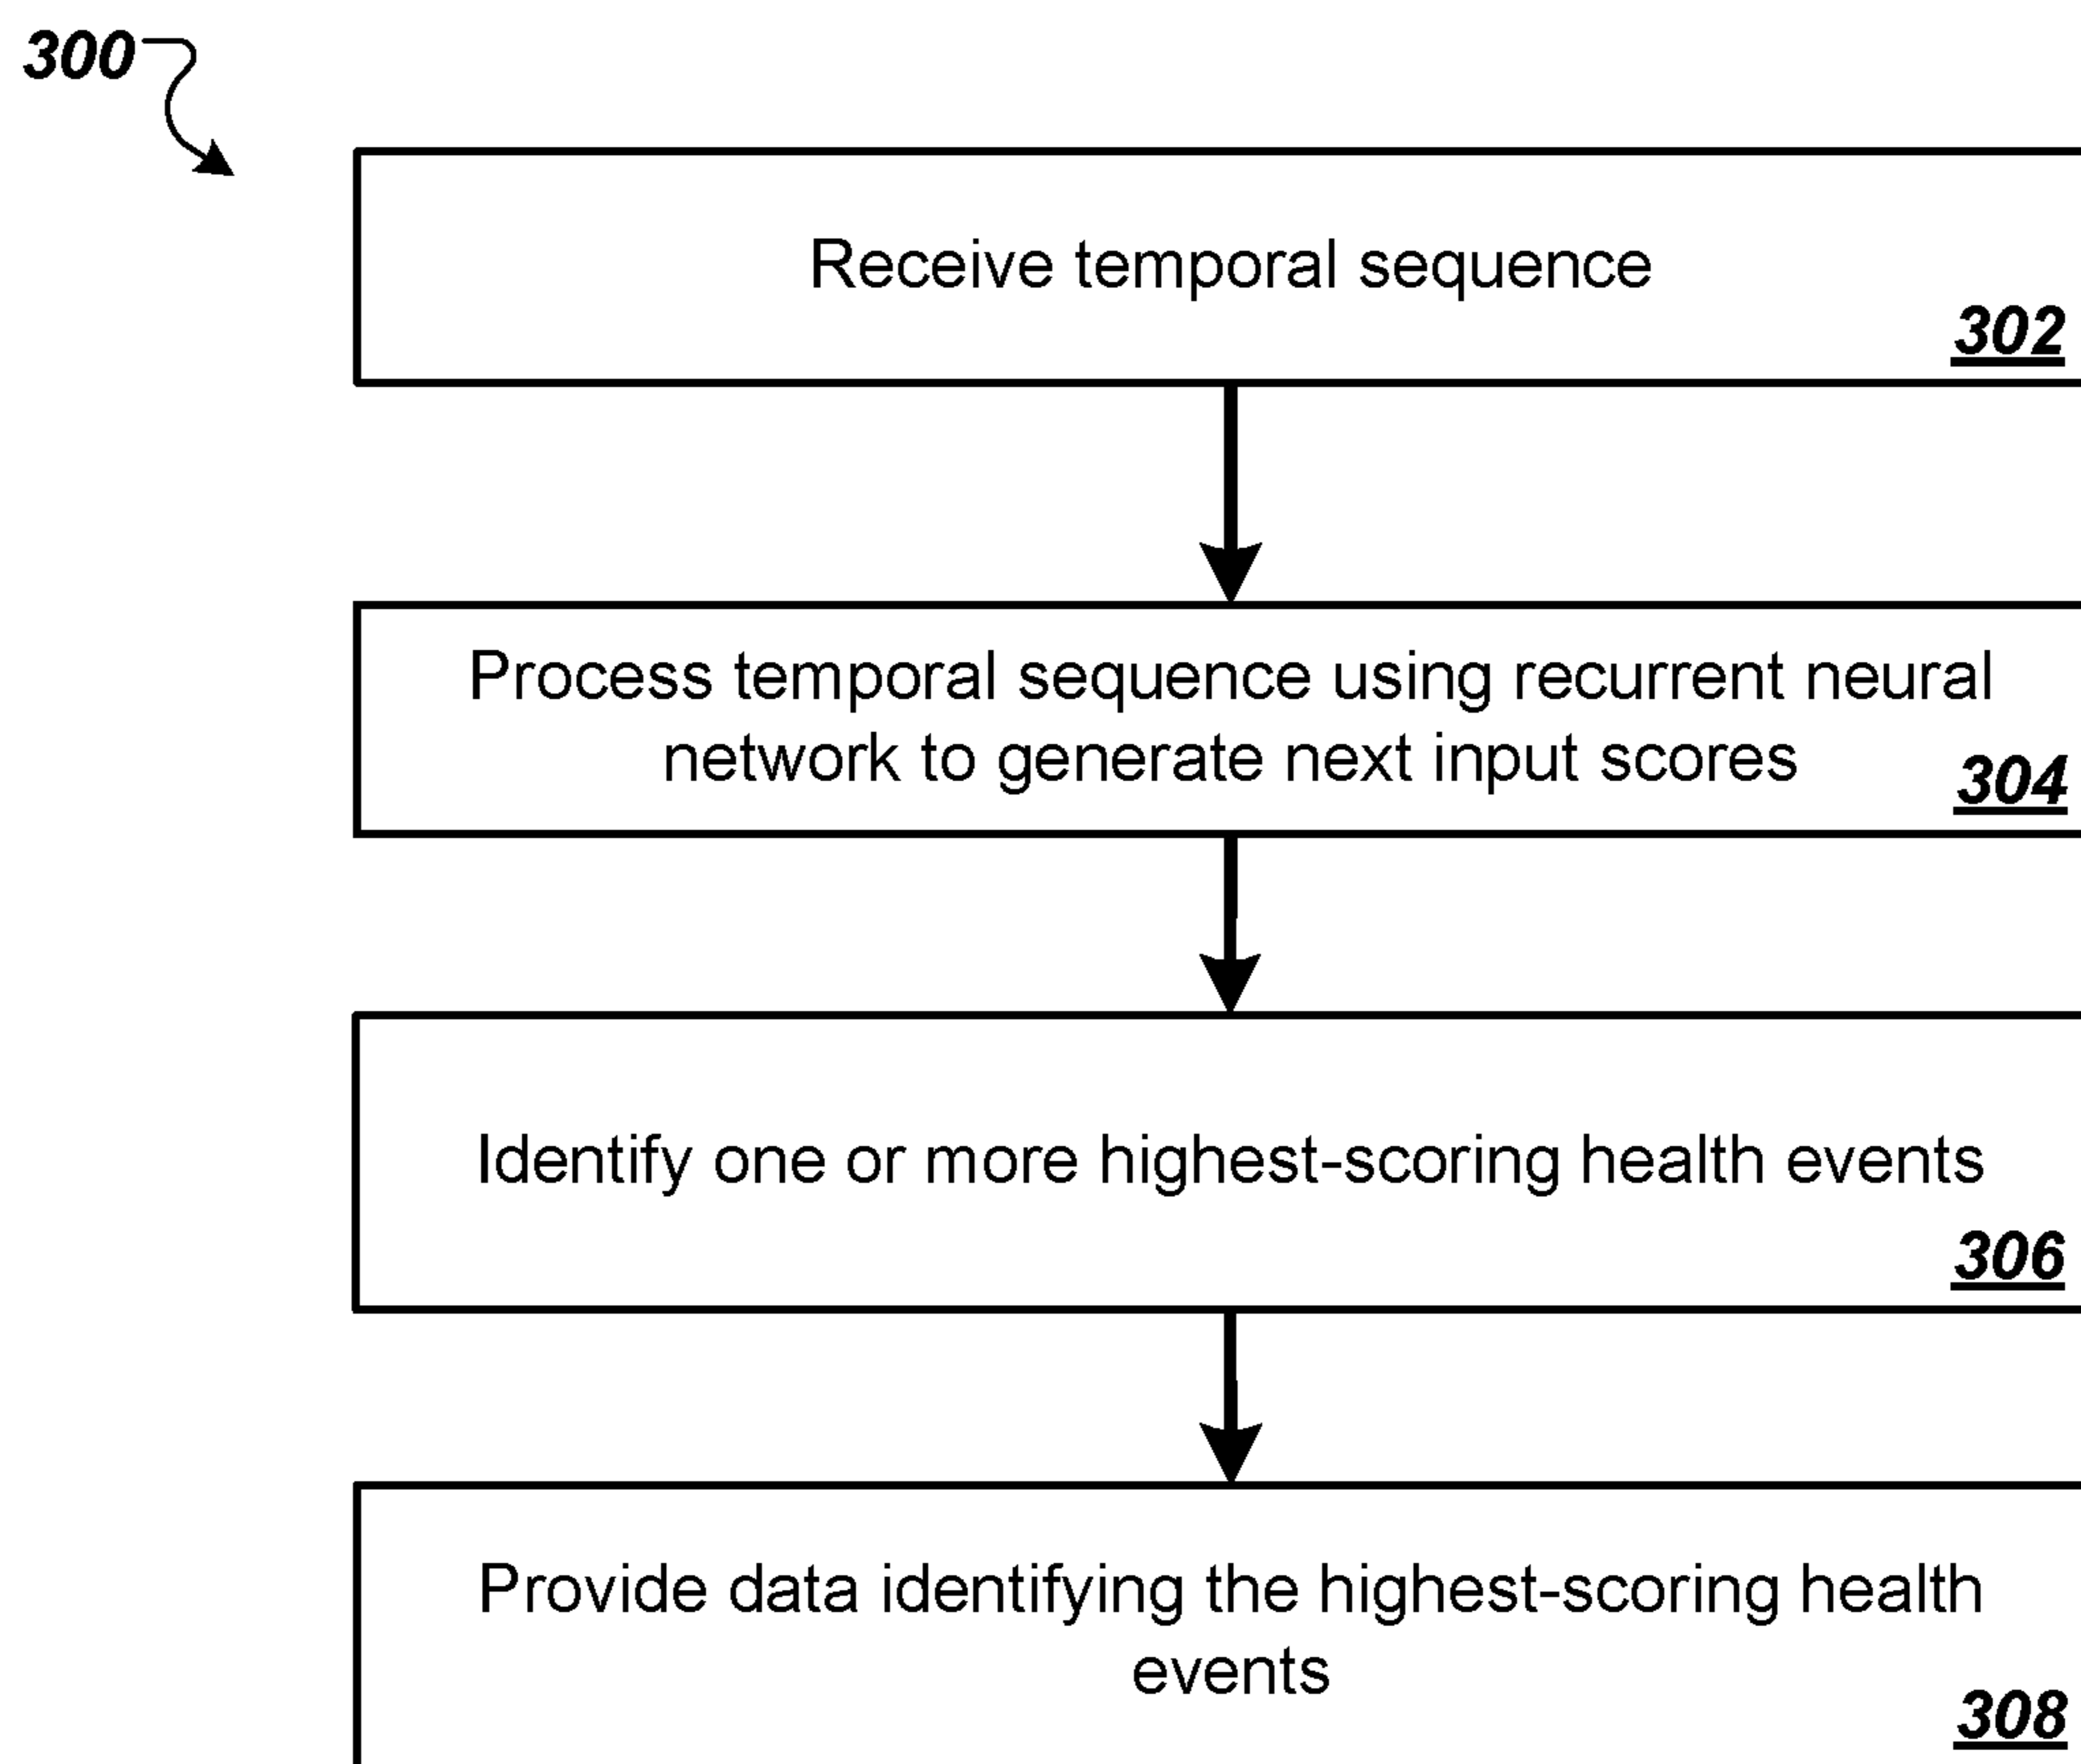 300
Receive temporal sequence
302
Process temporal sequence using recurrent neural
network to generate next input scores
304
Identify one or more highest-scoring health events
306
Provide data identifying the highest-scoring health
events
308